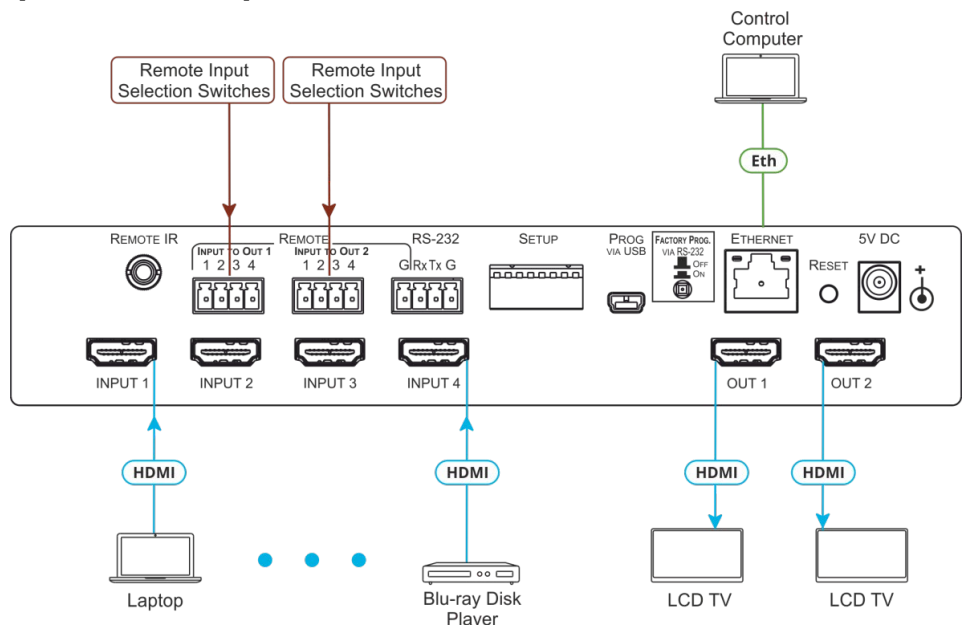 Control
Computer
Remote Input
Selection Switches
Remote Input
Selection Switches
Eth
REMOTE IR
REMOTE
INPUT TO OUT 1
1 2 3 4
INPUT TO OUT 2
1 2 3 4
RS-232
G Rx Tx G
SETUP
PROG
VIA USB
FACTORY PROG.
VIA RS-232
OFF
ON
ETHERNET
RESET
5V DC
+
INPUT 1
INPUT 2
INPUT 3
INPUT 4
OUT 1
OUT 2
HDMI
HDMI
HDMI
HDMI
Laptop
Blu-ray Disk
Player
LCD TV
LCD TV